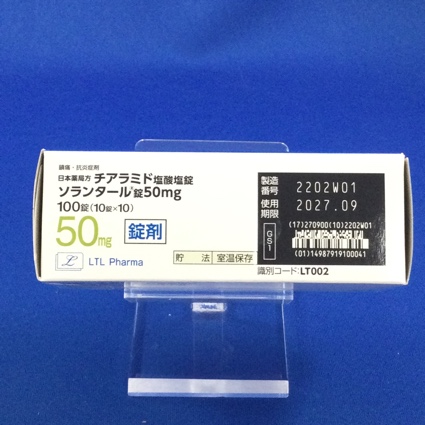 鎮痛・抗炎症剤
日本薬局方 チアラミド塩酸塩錠
ソランタール®錠50mg
100錠(10錠×10)
50mg 錠剤
LTL Pharma
貯 法 室温保存
製造番号 2202W01
使用期限 2027.09
(17)270900(10)2202W01
GS1
(01)14987919100041
識別コード:LT002